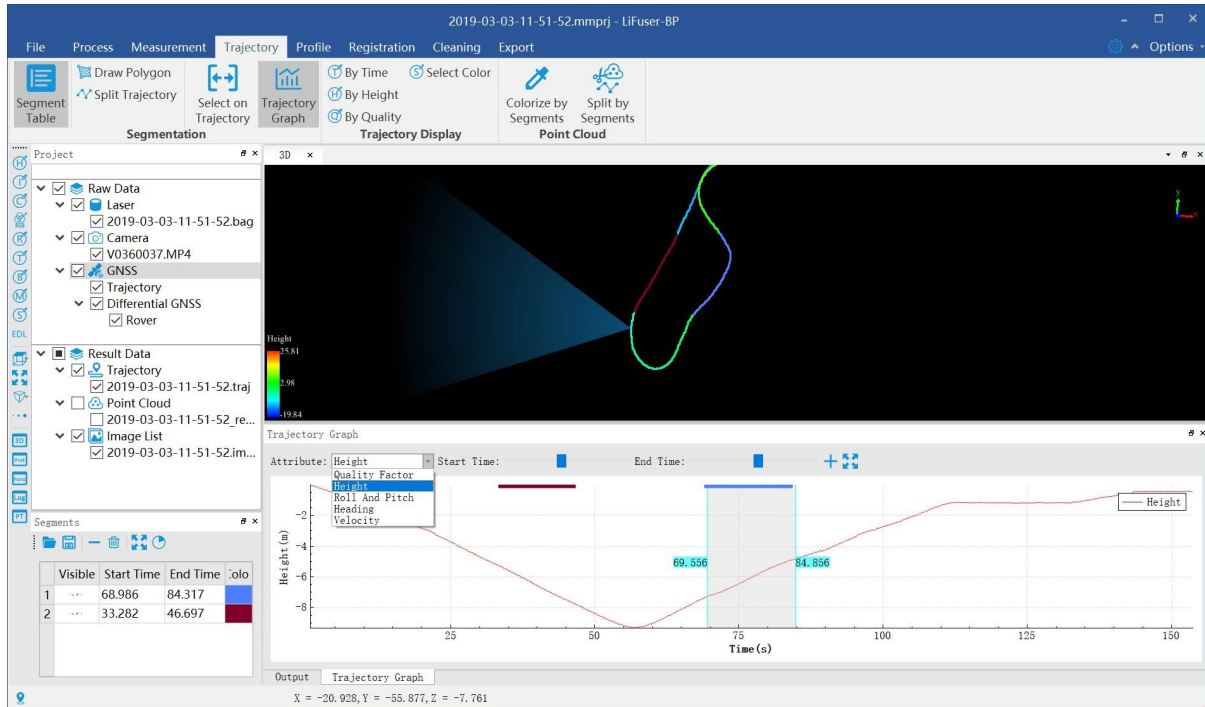 2019-03-03-11-51-52.mmprj - LiFuser-BP
File Process Measurement Trajectory Profile Registration Cleaning Export Options
Segment Table
Draw Polygon
Split Trajectory
Segmentation
Select on Trajectory
Trajectory Graph
By Time
By Height
By Quality
Select Color
Trajectory Display
Colorize by Segments
Split by Segments
Point Cloud
Project
Raw Data
Laser
2019-03-03-11-51-52.bag
Camera
V0360037.MP4
GNSS
Trajectory
Differential GNSS
Rover
EDL
Result Data
Trajectory
2019-03-03-11-51-52.traj
Point Cloud
2019-03-03-11-51-52_re...
Image List
2019-03-03-11-51-52.im...
3D
Prof
Log
PT
Segments
Visible Start Time End Time :olo
1 68.986 84.317
2 33.282 46.697
3D
y
x
Height
25.81
2.98
-19.84
Trajectory Graph
Attribute: Height Start Time: End Time:
Quality Factor
Height
Roll And Pitch
Heading
Velocity
Height
Height (m)
-2
-4
-6
-8
69.556 84.856
25 50 75 100 125 150
Time(s)
Output Trajectory Graph
X = -20.928, Y = -55.877, Z = -7.761